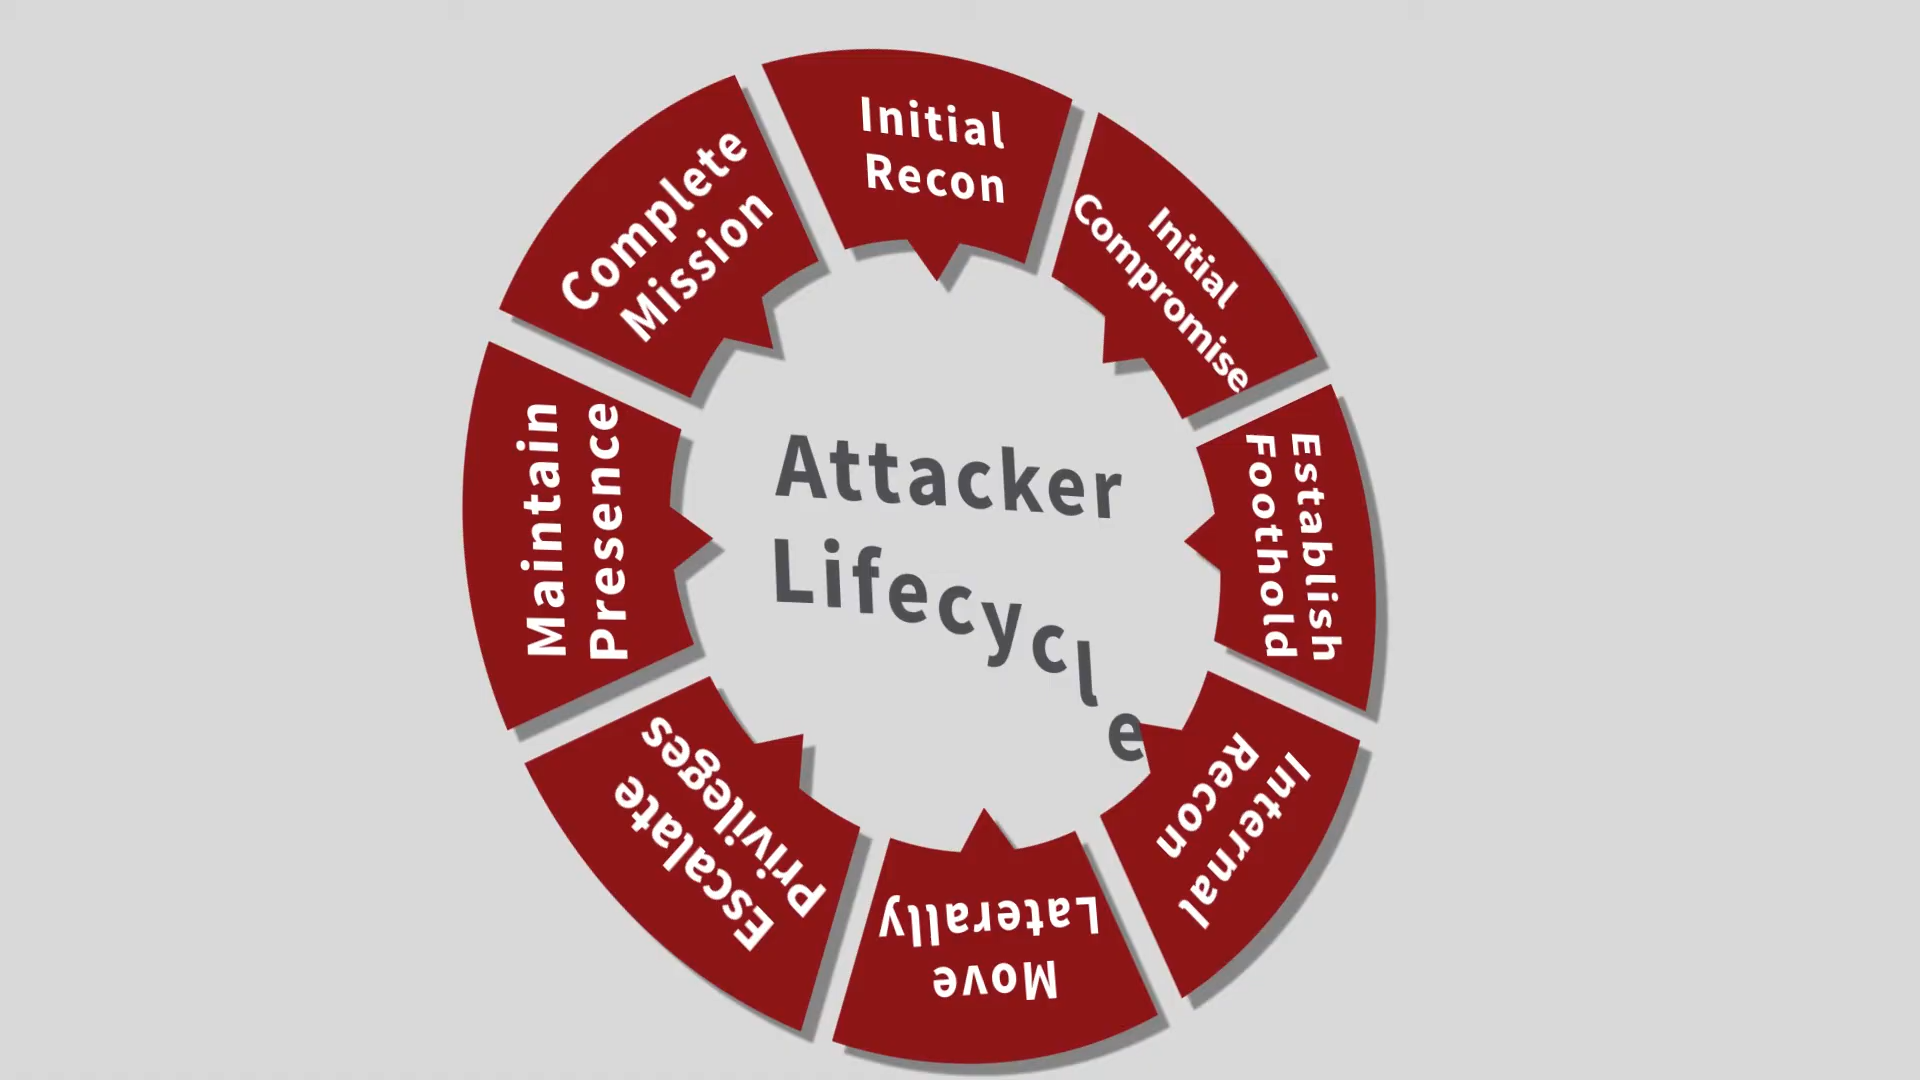 Initial
Recon
Initial
Compromise
Establish
Foothold
Internal
Recon
Move
Laterally
Escalate
Privileges
Maintain
Presence
Complete
Mission
Attacker
Lifecycle